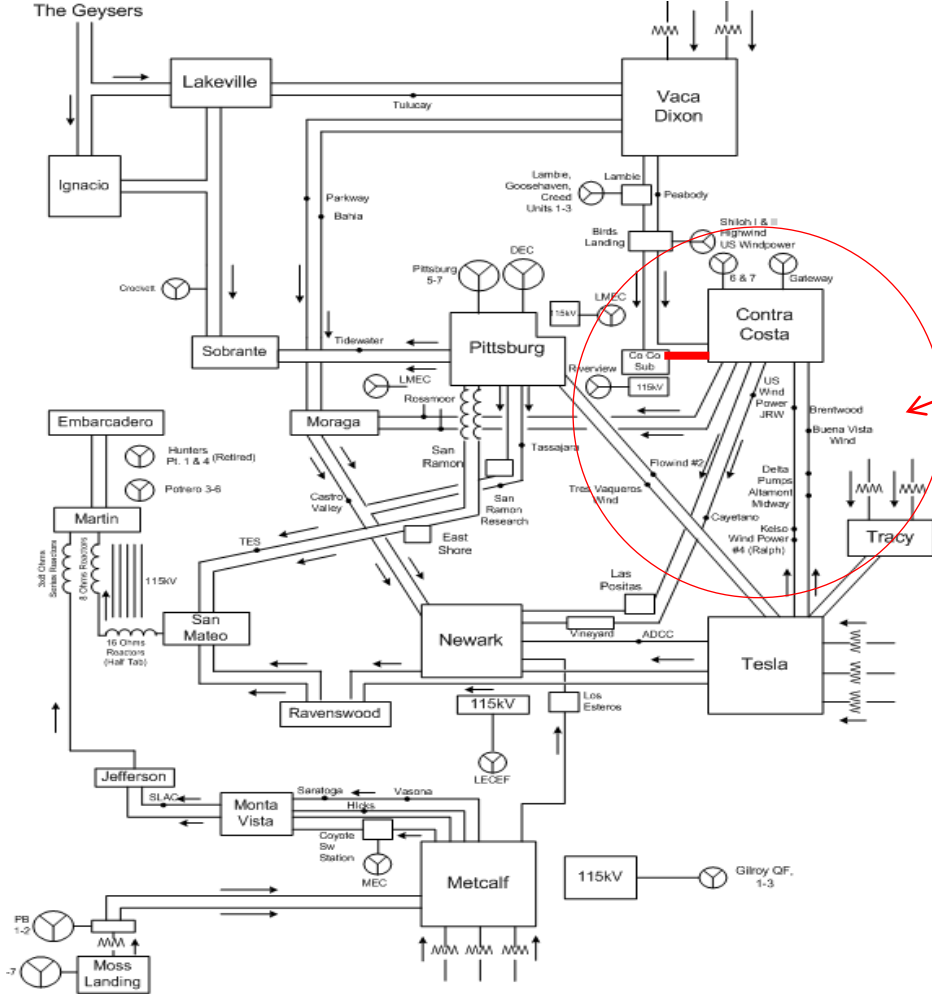 The Geysers
Lakeville
Tulucay
Vaca
Dixon
Ignacio
Parkway
Bahia
Lambie,
Goosehaven,
Creed
Units 1-3
Lambie
Peabody
Birds
Landing
Shiloh I & II
Highwind
US Windpower
Crockett
Pittsburg
5-7
DEC
115kV
LMEC
6 & 7
Gateway
Contra
Costa
Sobrante
Tidewater
Pittsburg
Co Co
Sub
Riverview
115kV
LMEC
Rossmoor
US
Wind
Power
JRW
Brentwood
Buena Vista
Wind
Embarcadero
Moraga
San
Ramon
Tassajara
Hunters
Pt. 1 & 4 (Retired)
Potrero 3-6
Flowind #2
Tres Vaqueros
Wind
Delta
Pumps
Altamont
Midway
Castro
Valley
San
Ramon
Research
Cayetano
Kelso
Wind Power
#4 (Ralph)
Martin
TES
East
Shore
Tracy
3x8 Ohms
Series Reactors
8 Ohms Reactors
115kV
Las
Positas
San
Mateo
16 Ohms
Reactors
(Half Tab)
Newark
Vineyard
ADCC
Tesla
Ravenswood
115kV
Los
Esteros
LECEF
Jefferson
SLAC
Monta
Vista
Saratoga
Vasona
Hicks
Coyote
Sw
Station
MEC
Metcalf
115kV
Gilroy QF,
1-3
PB
1-2
-7
Moss
Landing